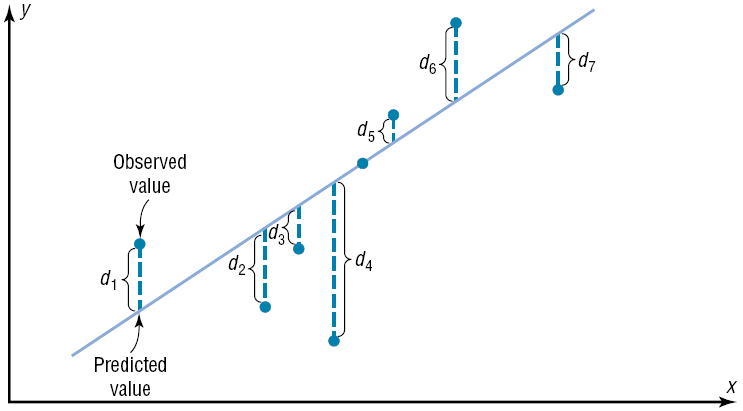 y
d6
d7
d5
Observed
value
d3
d2
d4
d1
Predicted
value
x